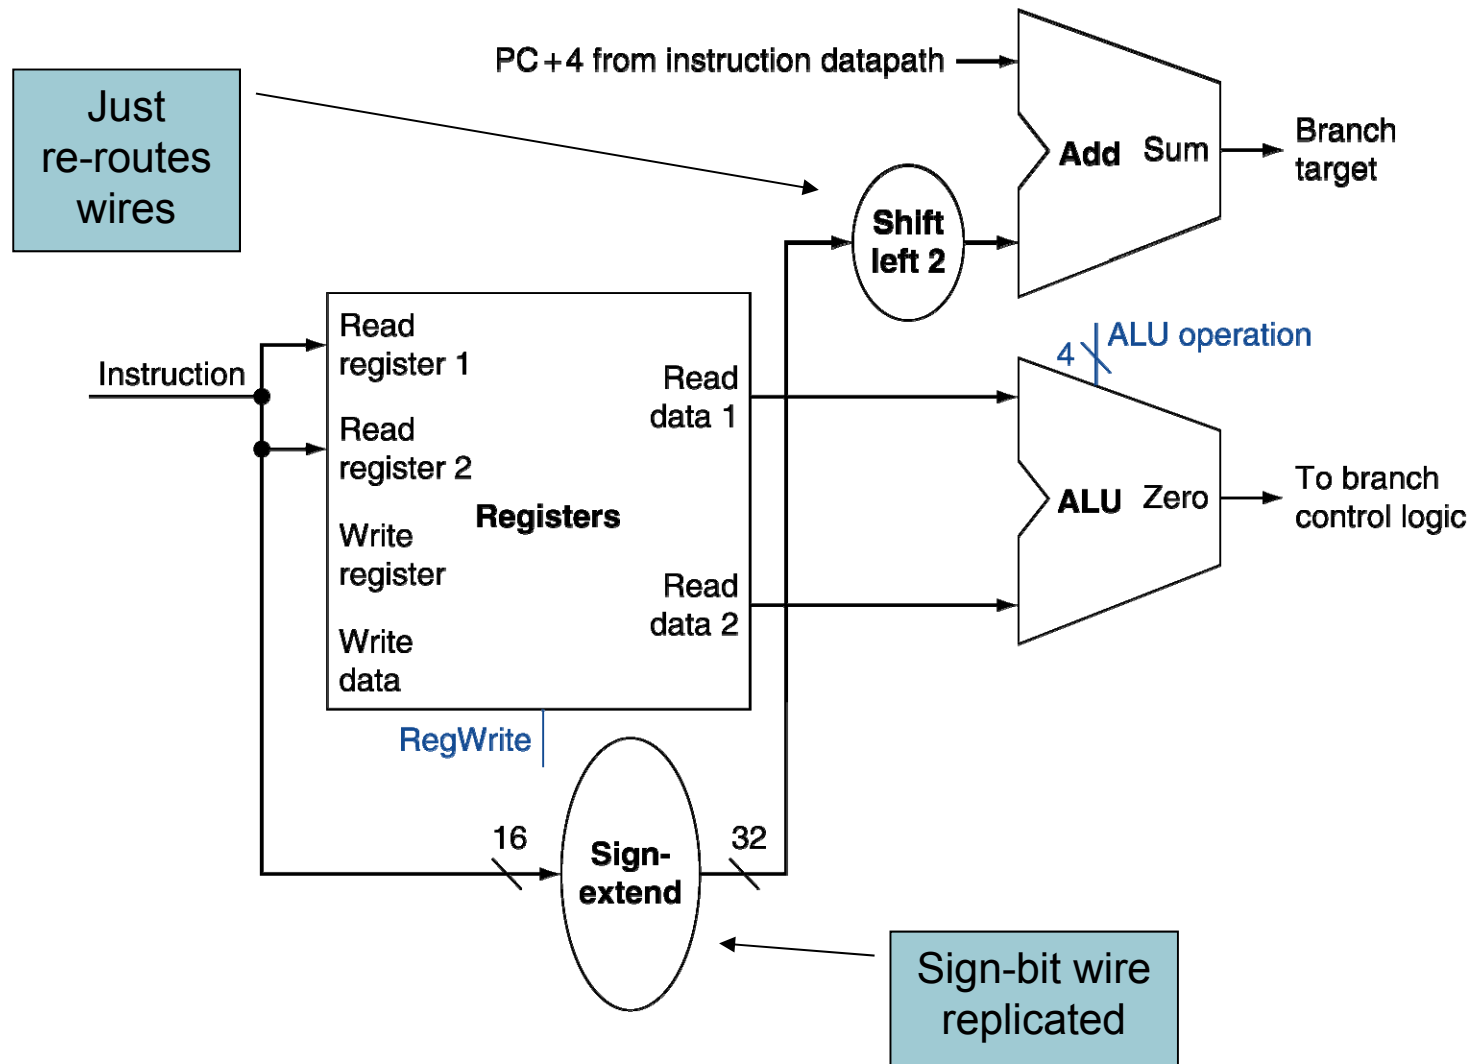 PC+4 from instruction datapath
Just
re-routes
wires
Add Sum
Branch
target
Shift
left 2
Read
register 1
ALU operation
4
Instruction
Read
data 1
Read
register 2
To branch
control logic
ALU Zero
Registers
Write
register
Read
data 2
Write
data
RegWrite
16
32
Sign-
extend
Sign-bit wire
replicated